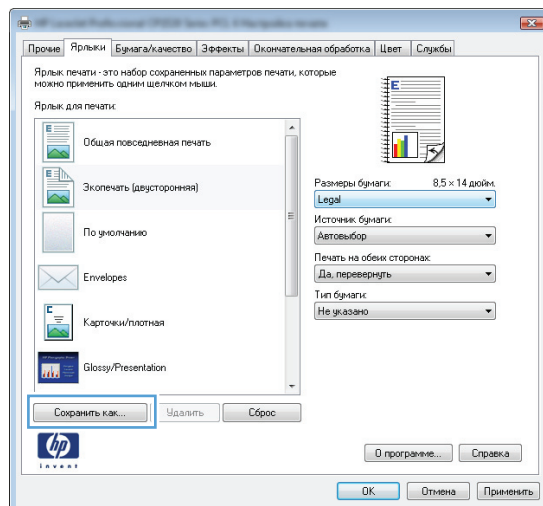 Прочие Ярлыки Бумага/качество Эффекты Окончательная обработка Цвет Службы
Ярлык печати - это набор сохраненных параметров печати, которые
можно применить одним щелчком мыши.
Ярлык для печати:
Общая повседневная печать
Экопечать (двусторонняя)
По умолчанию
Envelopes
Карточки/плотная
Glossy/Presentation
Сохранить как... Удалить Сброс
Размеры бумаги: 8,5 × 14 дюйм.
Legal
Источник бумаги:
Автовыбор
Печать на обеих сторонах:
Да, перевернуть
Тип бумаги:
Не указано
hp
invent
О программе... Справка
OK Отмена Применить